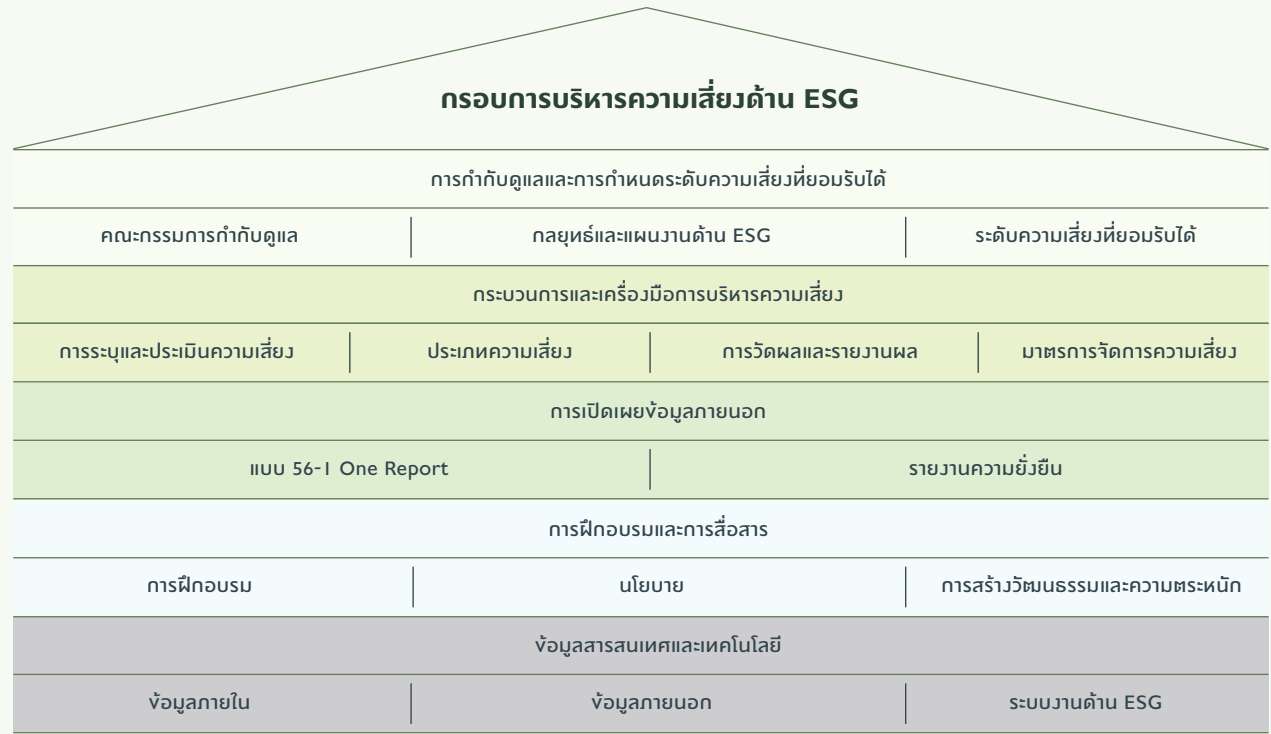 กรอบการบริหารความเสี่ยงด้าน ESG
การกำกับดูแลและการกำหนดระดับความเสี่ยงที่ยอมรับได้
คณะกรรมการกำกับดูแล
กลยุทธ์และแผนงานด้าน ESG
ระดับความเสี่ยงที่ยอมรับได้
กระบวนการและเครื่องมือการบริหารความเสี่ยง
การระบุและประเมินความเสี่ยง
ประเภทความเสี่ยง
การวัดผลและรายงานผล
มาตรการจัดการความเสี่ยง
การเปิดเผยข้อมูลภายนอก
แบบ 56-1 One Report
รายงานความยั่งยืน
การฝึกอบรมและการสื่อสาร
การฝึกอบรม
นโยบาย
การสร้างวัฒนธรรมและความตระหนัก
ข้อมูลสารสนเทศและเทคโนโลยี
ข้อมูลภายใน
ข้อมูลภายนอก
ระบบงานด้าน ESG